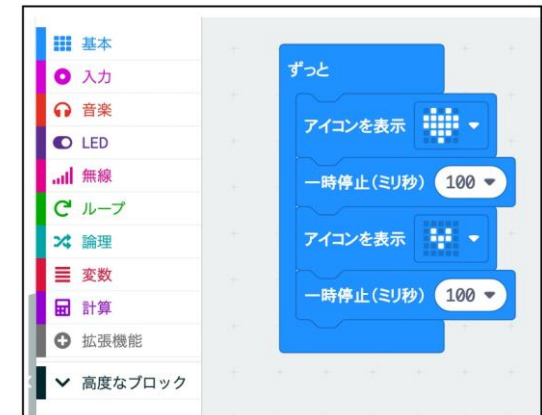 基本
入力
音楽
LED
無線
ループ
論理
変数
計算
拡張機能
高度なブロック
ずっと
アイコンを表示
一時停止(ミリ秒) 100
アイコンを表示
一時停止(ミリ秒) 100